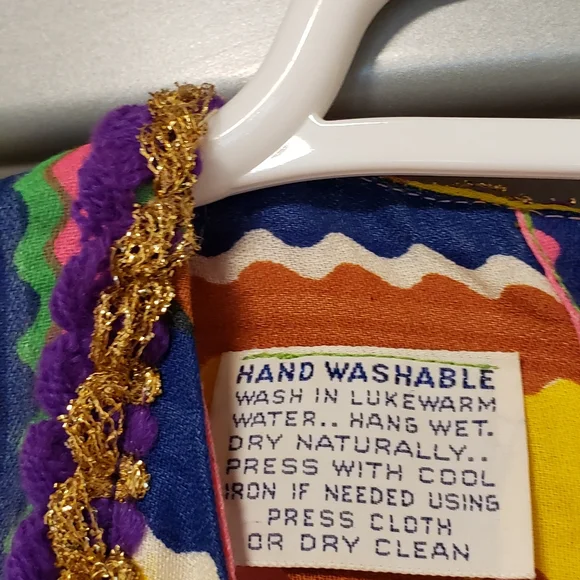 HAND WASHABLE
WASH IN LUKEWARM
WATER.. HANG WET.
DRY NATURALLY..
PRESS WITH COOL
IRON IF NEEDED USING
PRESS CLOTH
OR DRY CLEAN